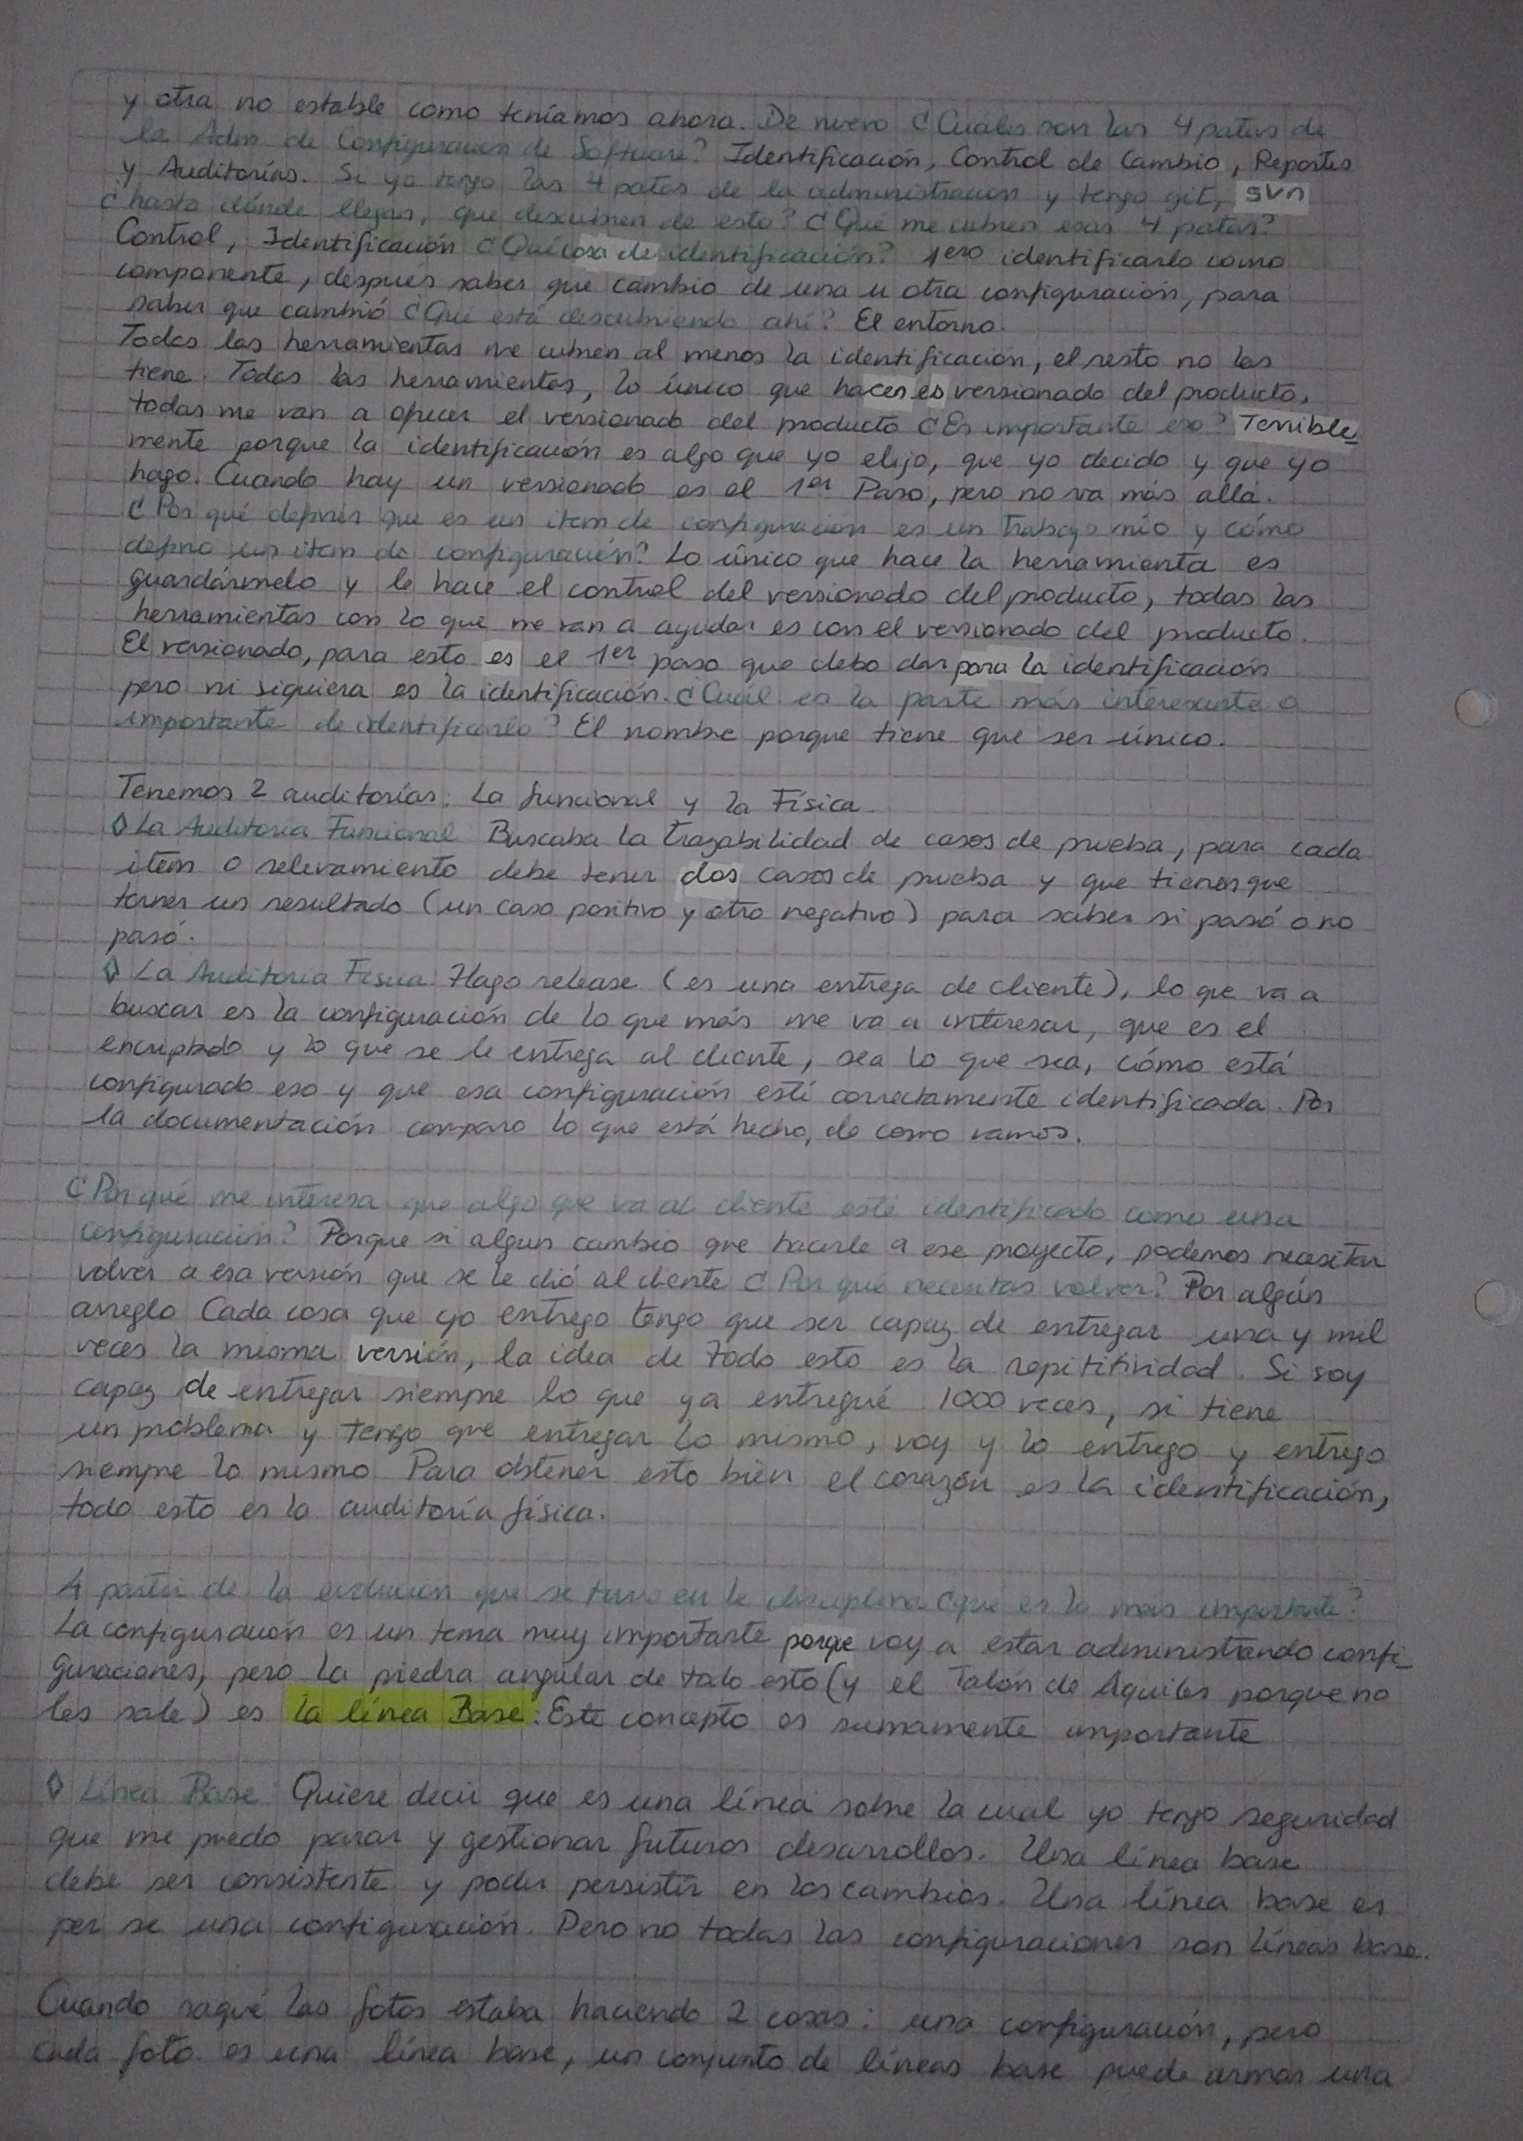 y otra no estable como teníamos ahora. De nuevo ¿Cuáles son las 4 patas de
la Adm de Configuración de Software? Identificación, Control de Cambio, Reportes
y Auditorías. Si yo tengo las 4 patas de la administración y tengo git, svn
¿hasta dónde llegan, que descubren de esto? ¿Qué me cubren esas 4 patas?
Control, Identificación ¿Qué cosa de identificación? 1ero identificarlo como
componente, después saber que cambio de una u otra configuración, para
saber que cambió ¿Qué está descubriendo ahí? El entorno.
Todas las herramientas me cubren al menos la identificación, el resto no las
tiene. Todas las herramientas, lo único que hacen es versionado del producto,
todas me van a ofrecer el versionado del producto ¿Es importante eso? Terrible
mente porque la identificación es algo que yo elijo, que yo decido y que yo
hago. Cuando hay un versionado es el 1er Paso, pero no va más allá.
¿Por qué definir que es un item de configuración es un trabajo mío y cómo
defino un item de configuración? Lo único que hace la herramienta es
guardármelo y le hace el control del versionado del producto, todas las
herramientas con lo que me van a ayudar es con el versionado del producto.
El versionado, para esto es el 1er paso que debo dar para la identificación
pero ni siquiera es la identificación. ¿Cuál es la parte más interesante o
importante de identificarlo? El nombre porque tiene que ser único.
Tenemos 2 auditorías: La funcional y la Física.
◊ La Auditoría Funcional Buscaba la trazabilidad de casos de prueba, para cada
item o relevamiento debe tener dos casos de prueba y que tienen que
tener un resultado (un caso positivo y otro negativo) para saber si pasó o no
pasó.
◊ La Auditoría Física: Hago release (es una entrega de cliente), lo que va a
buscar es la configuración de lo que más me va a interesar, que es el
encriptado y lo que se le entrega al cliente, sea lo que sea, cómo está
configurado eso y que esa configuración esté correctamente identificada. Por
la documentación comparo lo que está hecho, de como vamos.
¿Por qué me interesa que algo que va al cliente esté identificado como una
configuración? Porque si algun cambio que hacerle a ese proyecto, podemos necesitar
volver a esa versión que se le dió al cliente ¿Por qué necesitas volver? Por algún
arreglo Cada cosa que yo entrego tengo que ser capaz de entregar una y mil
veces la misma versión, la idea de todo esto es la repititividad. Si soy
capaz de entregar siempre lo que ya entregué 1000 veces, si tiene
un problema y tengo que entregar lo mismo, voy y lo entrego y entrego
siempre lo mismo Para obtener esto bien el corazón es la identificación,
todo esto es la auditoría física.
A partir de la evolución que se tuvo en la disciplina ¿que es lo más importante?
La configuración es un tema muy importante porque voy a estar administrando confi_
guraciones, pero la piedra angular de todo esto (y el Talón de Aquiles porque no
les sale) es la línea Base. Este concepto es sumamente importante
◊ Línea Base: Quiere decir que es una línea sobre la cual yo tengo seguridad
que me puedo parar y gestionar futuros desarrollos. Una línea base
debe ser consistente y poder persistir en los cambios. Una línea base es
per se una configuración. Pero no todas las configuraciones son líneas base.
Cuando saqué las fotos estaba haciendo 2 cosas: una configuración, pero
cada foto es una línea base, un conjunto de líneas base puede armar una